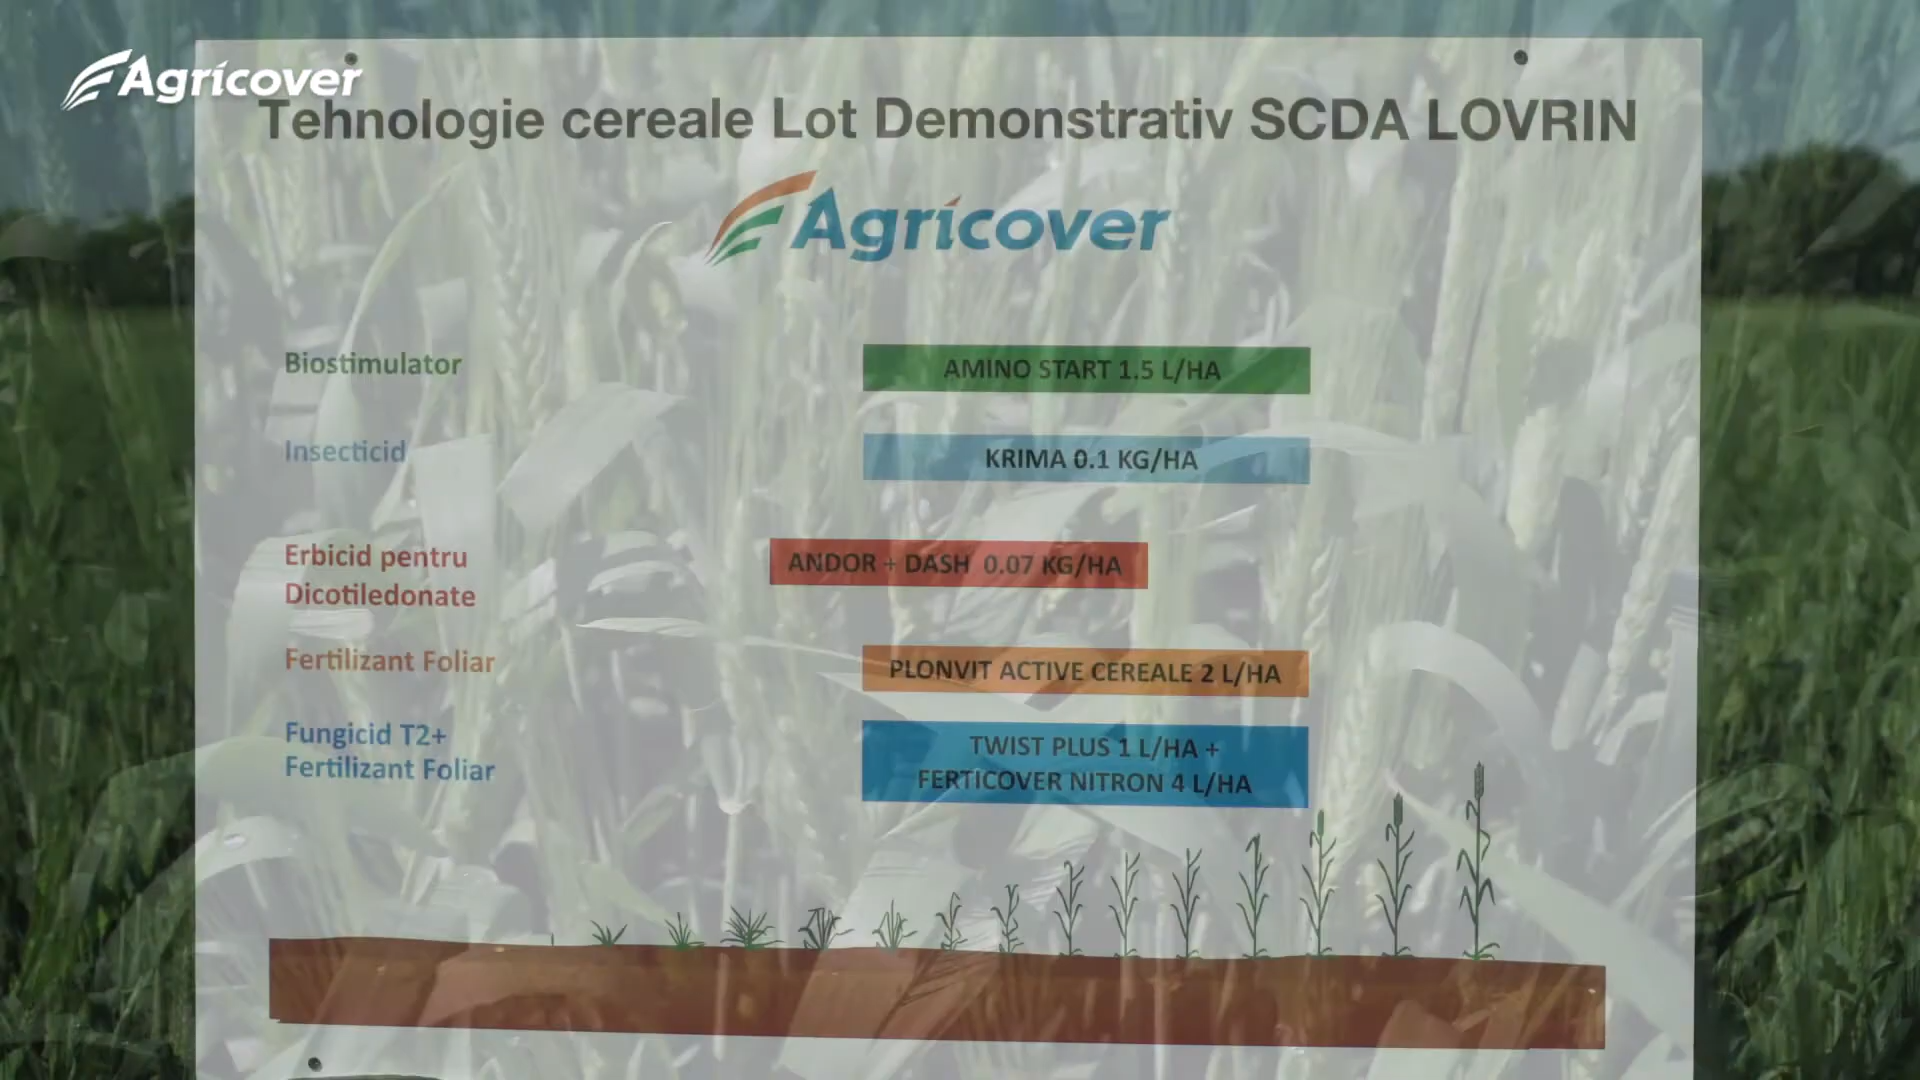 Agricover
Tehnologie cereale Lot Demonstrativ SCDA LOVRIN
Agricover
Biostimulator
AMINO START 1.5 L/HA
Insecticid
KRIMA 0.1 KG/HA
Erbicid pentru
Dicotiledonate
ANDOR + DASH 0.07 KG/HA
Fertilizant Foliar
PLONVIT ACTIVE CEREALE 2 L/HA
Fungicid T2+
Fertilizant Foliar
TWIST PLUS 1 L/HA +
FERTICOVER NITRON 4 L/HA